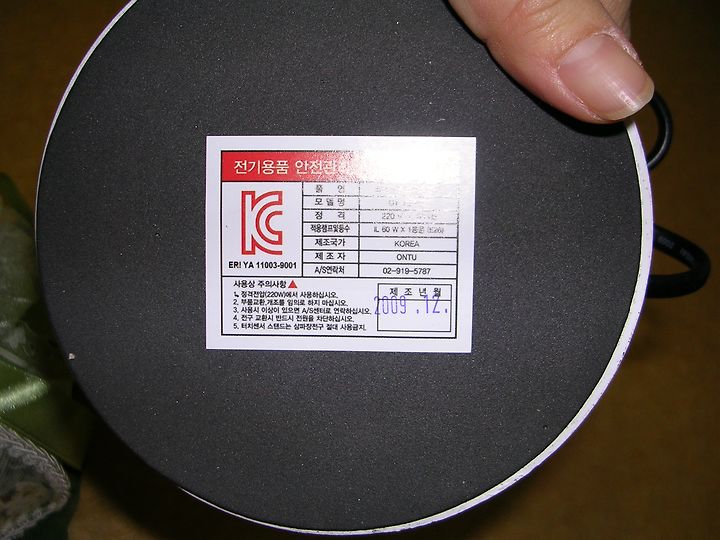 전기용품 안전관
KC
ERI YA 11003-9001
품 명
모 델 명
정 격 220
적용램프및등수 IL 60 W X 1등용 (E26)
제조국가 KOREA
제 조 자 ONTU
A/S연락처 02-919-5787
사용상 주의사항
1. 정격전압(220W)에서 사용하십시오.
2. 부품교환,개조를 임의로 하지 마십시오.
3. 사용시 이상이 있으면 A/S센터로 연락하십시오.
4. 전구 교환시 반드시 전원을 차단하십시오.
5. 터치센서 스탠드는 삼파장전구 절대 사용금지.
제 조 년 월
2009 .12.